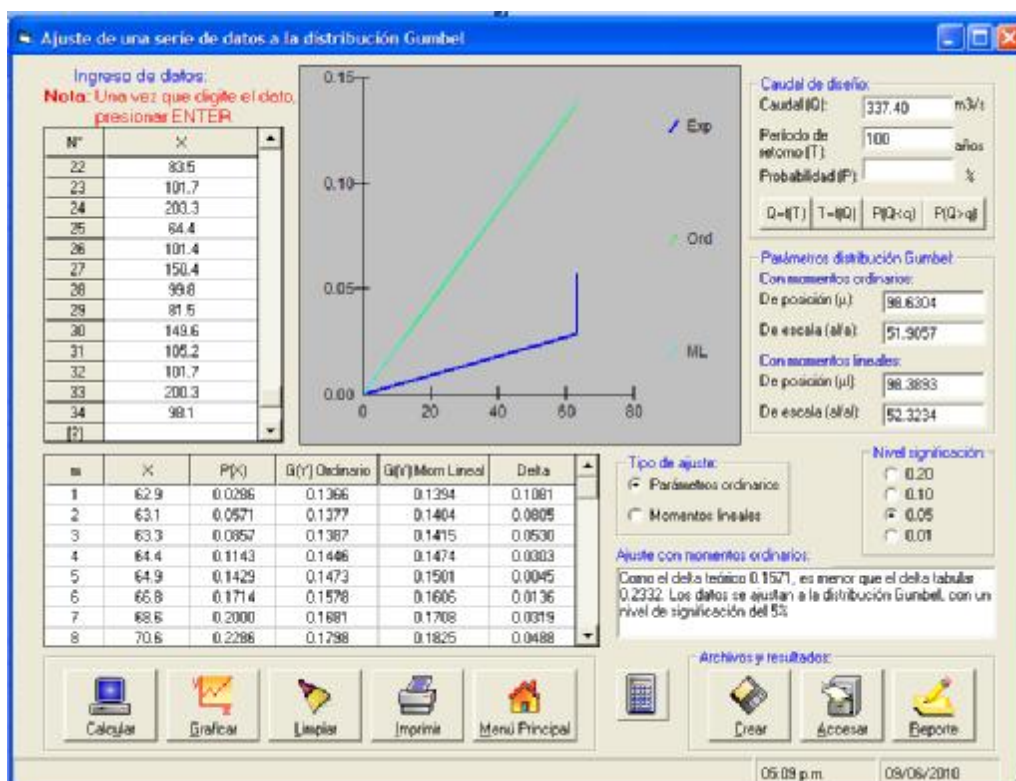 Ajuste de una serie de datos a la distribución Gumbel
Ingreso de datos:
Nota: Una vez que digite el dato,
presionar ENTER
N° X
22 83.5
23 101.7
24 203.3
25 64.4
26 101.4
27 150.4
28 99.8
29 81.5
30 149.6
31 105.2
32 101.7
33 200.3
34 98.1
[?]
0.15
0.10
0.05
0.00
0 20 40 60 80
Exp
Ord
ML
Caudal de diseño:
Caudal(Q): 337.40 m3/s
Período de
retorno (T): 100 años
Probabilidad(P): %
Q=f(T) T=f(Q) P(Q<q) P(Q>q)
Parámetros distribución Gumbel:
Con momentos ordinarios:
De posición (µ): 98.6304
De escala (alfa): 51.9057
Con momentos lineales:
De posición (µl): 98.3893
De escala (alfal): 52.3234
m X P(X) G(Y) Ordinario G(Y) Mom Lineal Delta
1 62.9 0.0286 0.1366 0.1394 0.1081
2 63.1 0.0571 0.1377 0.1404 0.0805
3 63.3 0.0857 0.1387 0.1415 0.0530
4 64.4 0.1143 0.1446 0.1474 0.0303
5 64.9 0.1429 0.1473 0.1501 0.0045
6 66.8 0.1714 0.1578 0.1606 0.0136
7 68.6 0.2000 0.1681 0.1708 0.0319
8 70.6 0.2286 0.1798 0.1825 0.0488
Tipo de ajuste:
Parámetros ordinarios
Momentos lineales
Nivel significación:
0.20
0.10
0.05
0.01
Ajuste con momentos ordinarios:
Como el delta teórico 0.1571, es menor que el delta tabular
0.2332. Los datos se ajustan a la distribución Gumbel, con un
nivel de significación del 5%
Archivos y resultados:
Calcular Graficar Limpiar Imprimir Menú Principal Crear Accesar Reporte
05:09 p.m. 09/06/2010